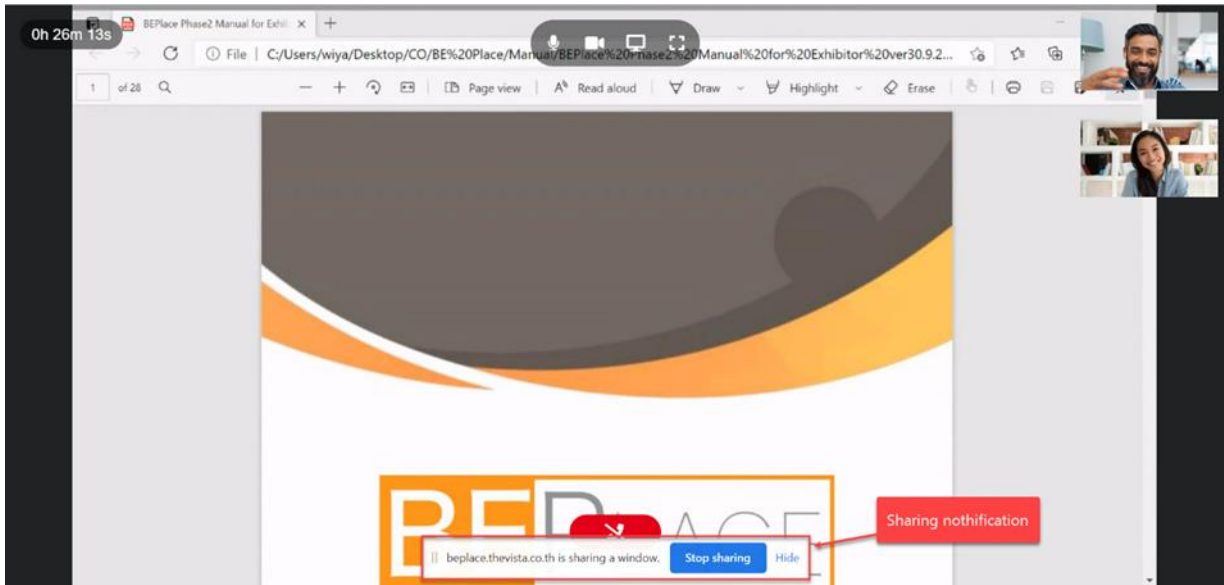 0h 26m 13s
BEPlace Phase2 Manual for Exhib
File C:/Users/wiya/Desktop/CO/BE%20Place/Manual/BEPlace%20Phase2%20Manual%20for%20Exhibitor%20ver30.9.2...
1 of 28 Page view Read aloud Draw Highlight Erase
BEPLACE
Sharing nothification
beplace.thevista.co.th is sharing a window. Stop sharing Hide